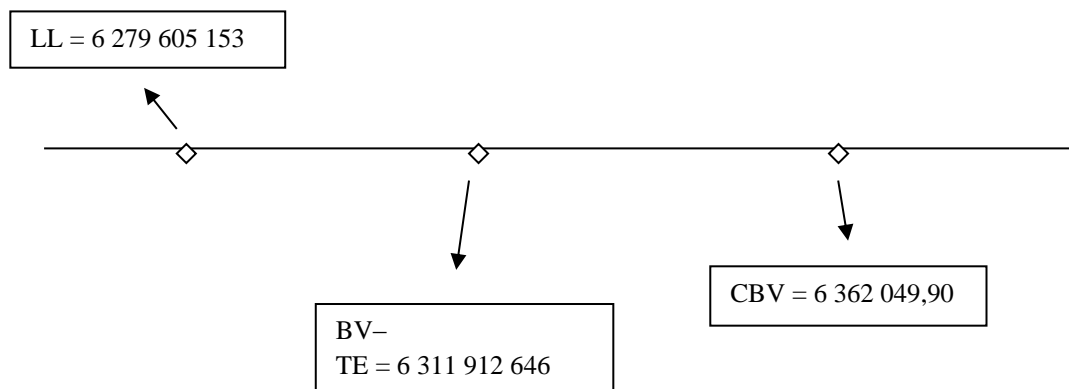 LL = 6 279 605 153
CBV = 6 362 049,90
BV–
TE = 6 311 912 646